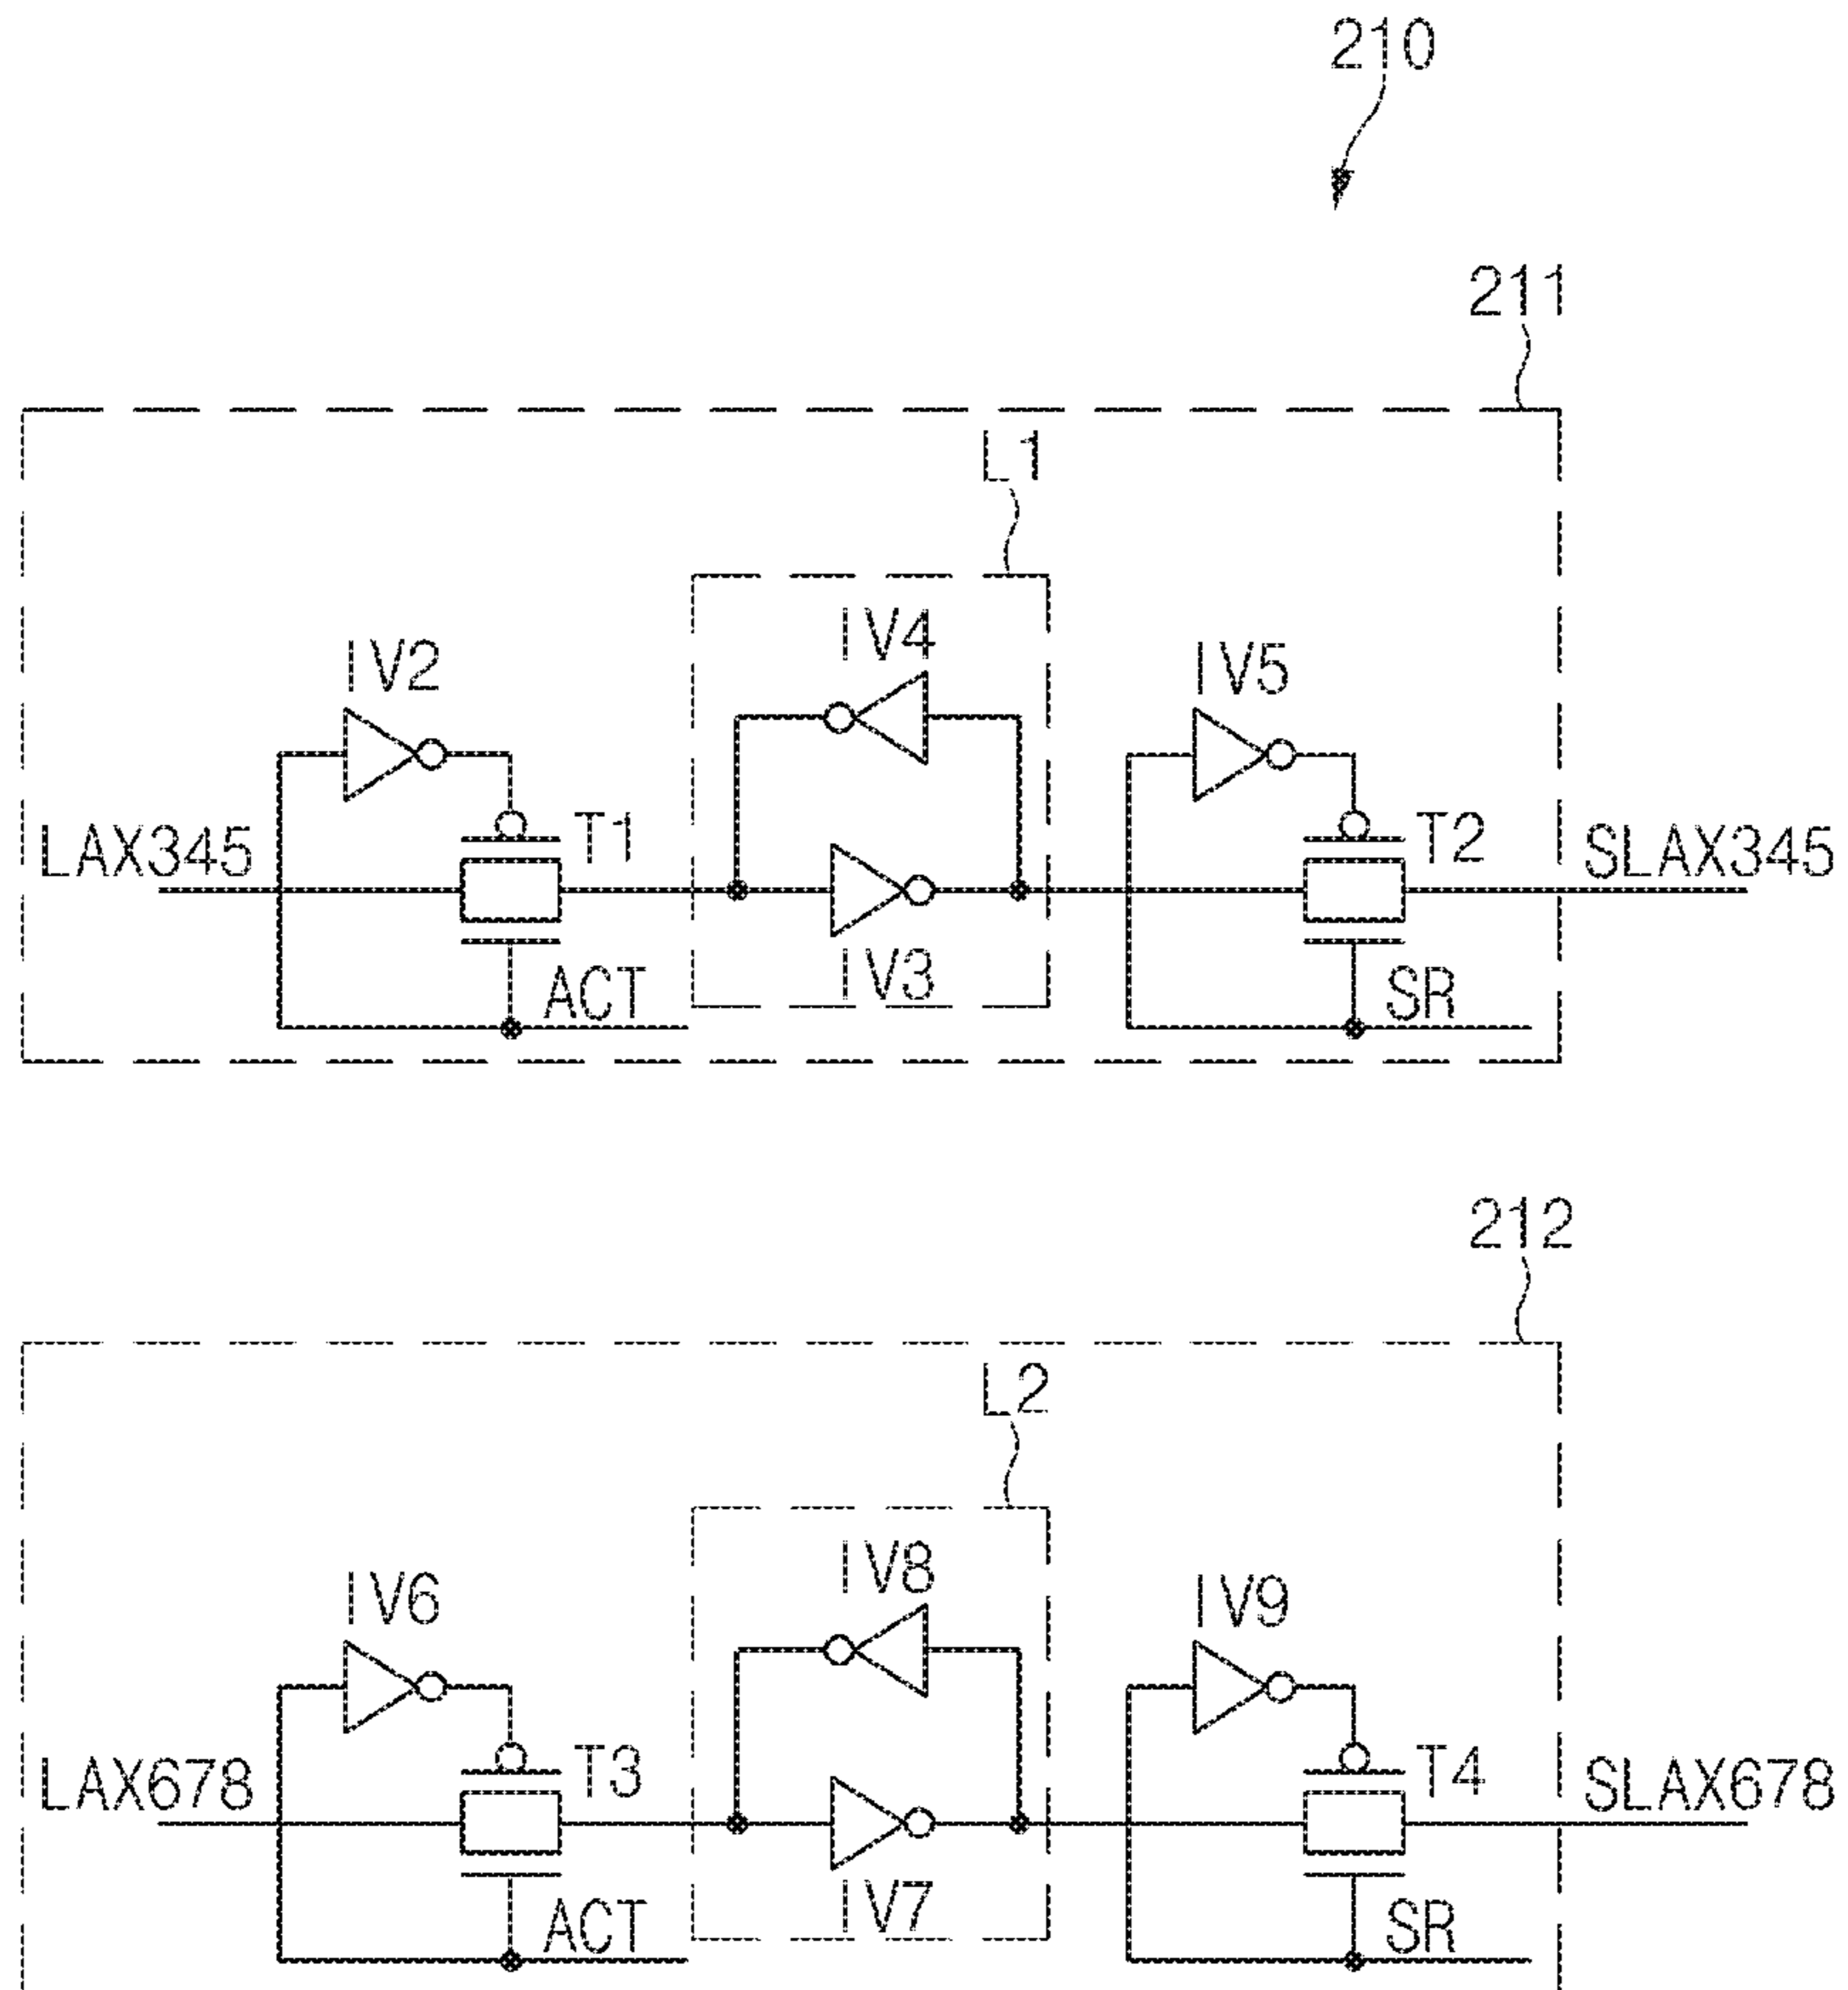 210
211
L1
IV4
IV2
IV5
T1
T2
LAX345
SLAX345
IV3
ACT
SR
212
L2
IV8
IV6
IV9
T3
T4
LAX678
SLAX678
IV7
ACT
SR